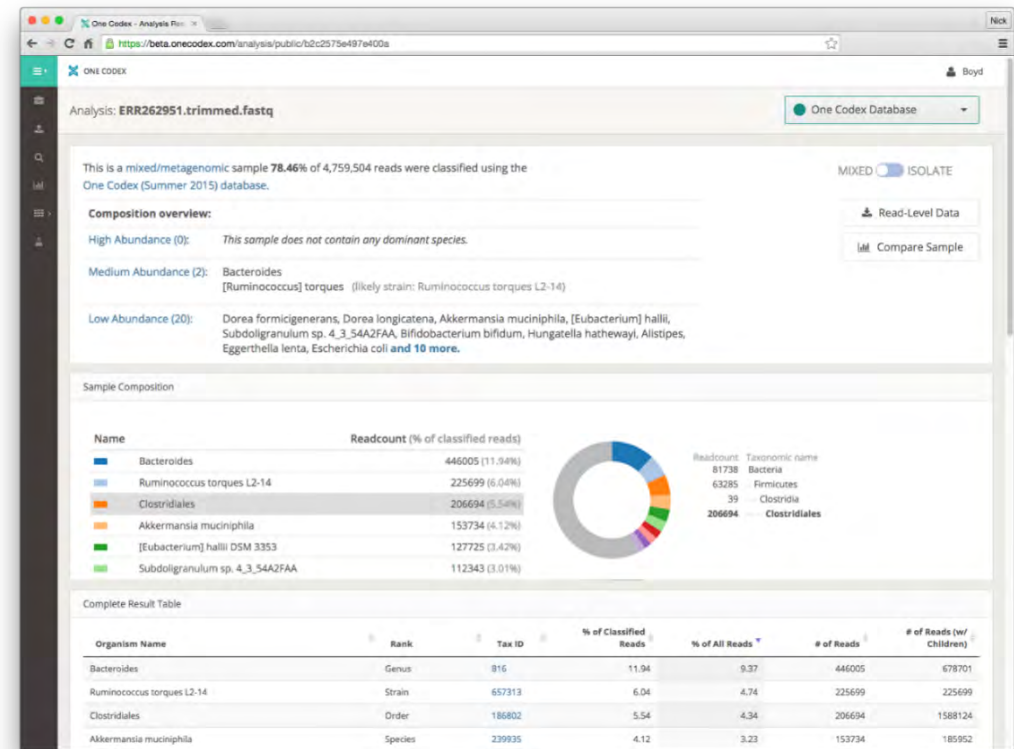 One Codex - Analysis Res
Nick
https://beta.onecodex.com/analysis/public/b2c2575e497e400a
ONE CODEX
Boyd
Analysis: ERR262951.trimmed.fastq
One Codex Database
This is a mixed/metagenomic sample 78.46% of 4,759,504 reads were classified using the
One Codex (Summer 2015) database.
MIXED ISOLATE
Composition overview:
Read-Level Data
High Abundance (0): This sample does not contain any dominant species.
Compare Sample
Medium Abundance (2): Bacteroides
[Ruminococcus] torques (likely strain: Ruminococcus torques L2-14)
Low Abundance (20): Dorea formicigenerans, Dorea longicatena, Akkermansia muciniphila, [Eubacterium] hallii,
Subdoligranulum sp. 4_3_54A2FAA, Bifidobacterium bifidum, Hungatella hathewayi, Alistipes,
Eggerthella lenta, Escherichia coli and 10 more.
Sample Composition
Name Readcount (% of classified reads)
Bacteroides 446005 (11.94%)
Ruminococcus torques L2-14 225699 (6.04%)
Clostridiales 206694 (5.54%)
Akkermansia muciniphila 153734 (4.12%)
[Eubacterium] hallii DSM 3353 127725 (3.42%)
Subdoligranulum sp. 4_3_54A2FAA 112343 (3.01%)
Readcount Taxonomic name
81738 Bacteria
63285 Firmicutes
39 Clostridia
206694 Clostridiales
Complete Result Table
Organism Name Rank Tax ID % of Classified Reads % of All Reads # of Reads # of Reads (w/ Children)
Bacteroides Genus 816 11.94 9.37 446005 678701
Ruminococcus torques L2-14 Strain 657313 6.04 4.74 225699 225699
Clostridiales Order 186802 5.54 4.34 206694 1588124
Akkermansia muciniphila Species 239935 4.12 3.23 153734 185952